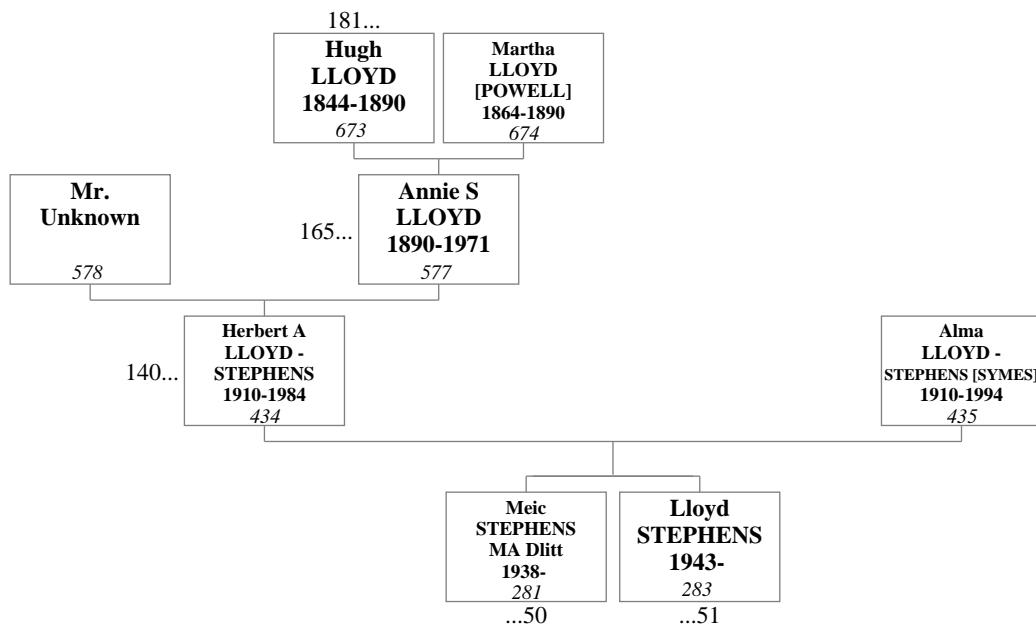 181...
Hugh
LLOYD
1844-1890
673
Martha
LLOYD
[POWELL]
1864-1890
674
Mr.
Unknown
578
165...
Annie S
LLOYD
1890-1971
577
140...
Herbert A
LLOYD -
STEPHENS
1910-1984
434
Alma
LLOYD -
STEPHENS [SYMES]
1910-1994
435
Meic
STEPHENS
MA Dlitt
1938-
281
...50
Lloyd
STEPHENS
1943-
283
...51